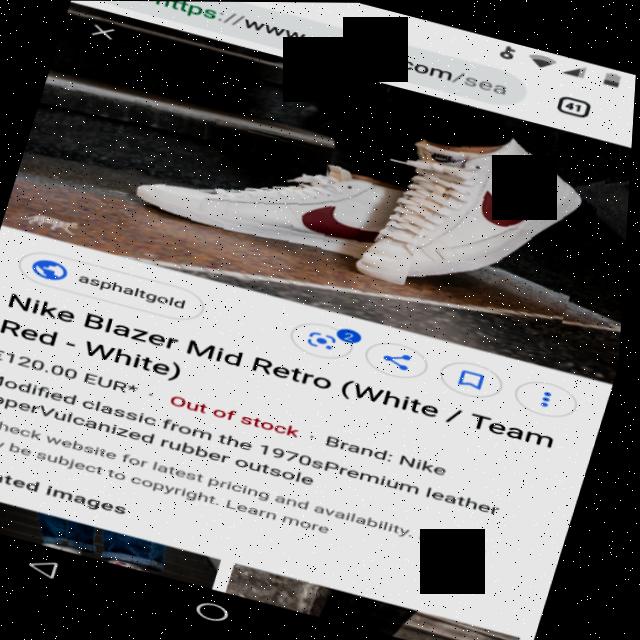 https://www.
com/sea
41
asphaltgold
2
Nike Blazer Mid Retro (White / Team
Red - White)
120.00 EUR* · Out of stock · Brand: Nike
Modified classic from the 1970sPremium leather
upperVulcanized rubber outsole
Check website for latest pricing and availability.
be subject to copyright. Learn more
Related images